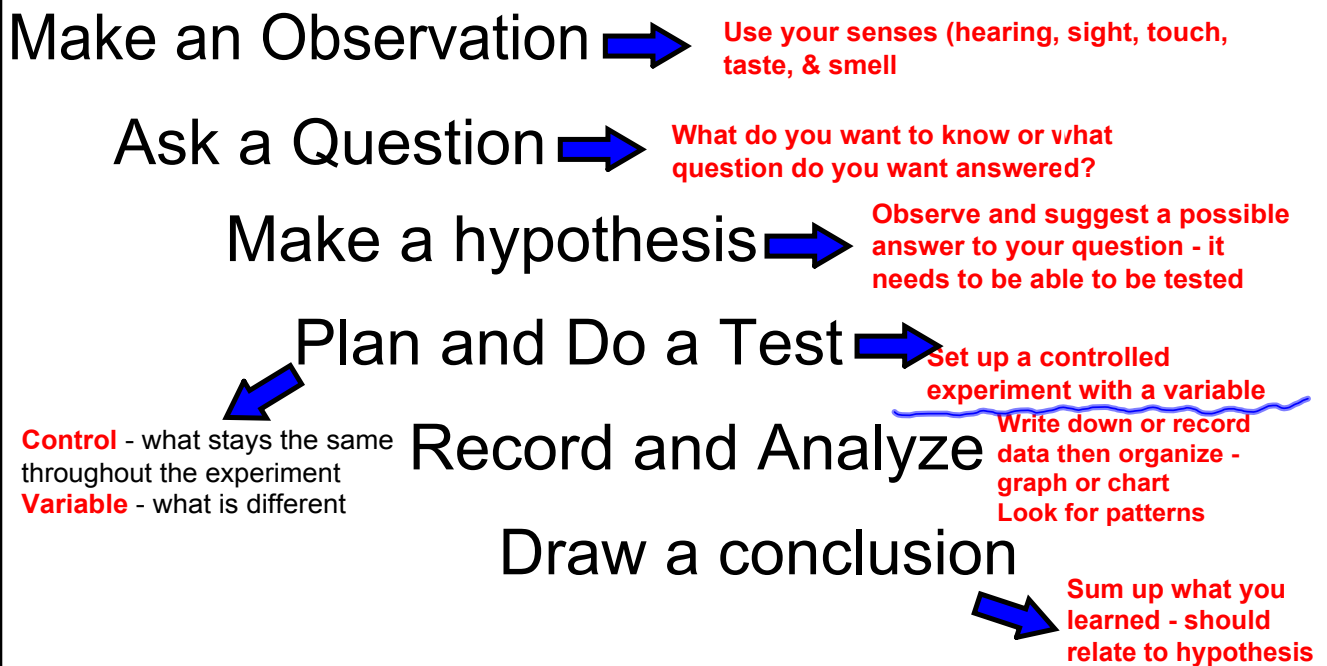 Make an Observation
Use your senses (hearing, sight, touch,
taste, & smell
Ask a Question
What do you want to know or what
question do you want answered?
Make a hypothesis
Observe and suggest a possible
answer to your question - it
needs to be able to be tested
Plan and Do a Test
Set up a controlled
experiment with a variable
Control - what stays the same
throughout the experiment
Variable - what is different
Record and Analyze
Write down or record
data then organize -
graph or chart
Look for patterns
Draw a conclusion
Sum up what you
learned - should
relate to hypothesis